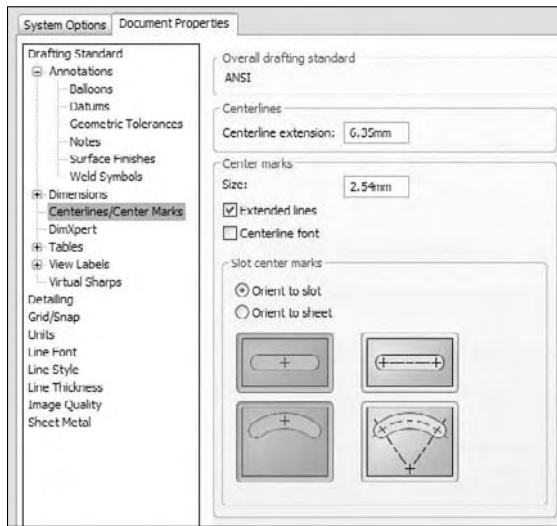 System Options
Document Properties
Drafting Standard
Annotations
Balloons
Datums
Geometric Tolerances
Notes
Surface Finishes
Weld Symbols
Dimensions
Centerlines/Center Marks
DimXpert
Tables
View Labels
Virtual Sharps
Detailing
Grid/Snap
Units
Line Font
Line Style
Line Thickness
Image Quality
Sheet Metal
Overall drafting standard
ANSI
Centerlines
Centerline extension: 6.35mm
Center marks
Size: 2.54mm
Extended lines
Centerline font
Slot center marks
Orient to slot
Orient to sheet